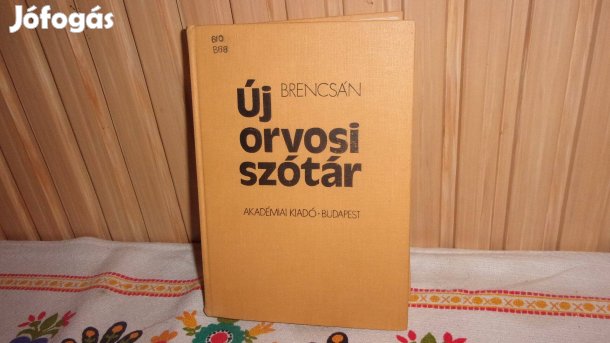 Jófogás
BRENCSÁN
Új
orvosi
szótár
AKADÉMIAI KIADÓ · BUDAPEST